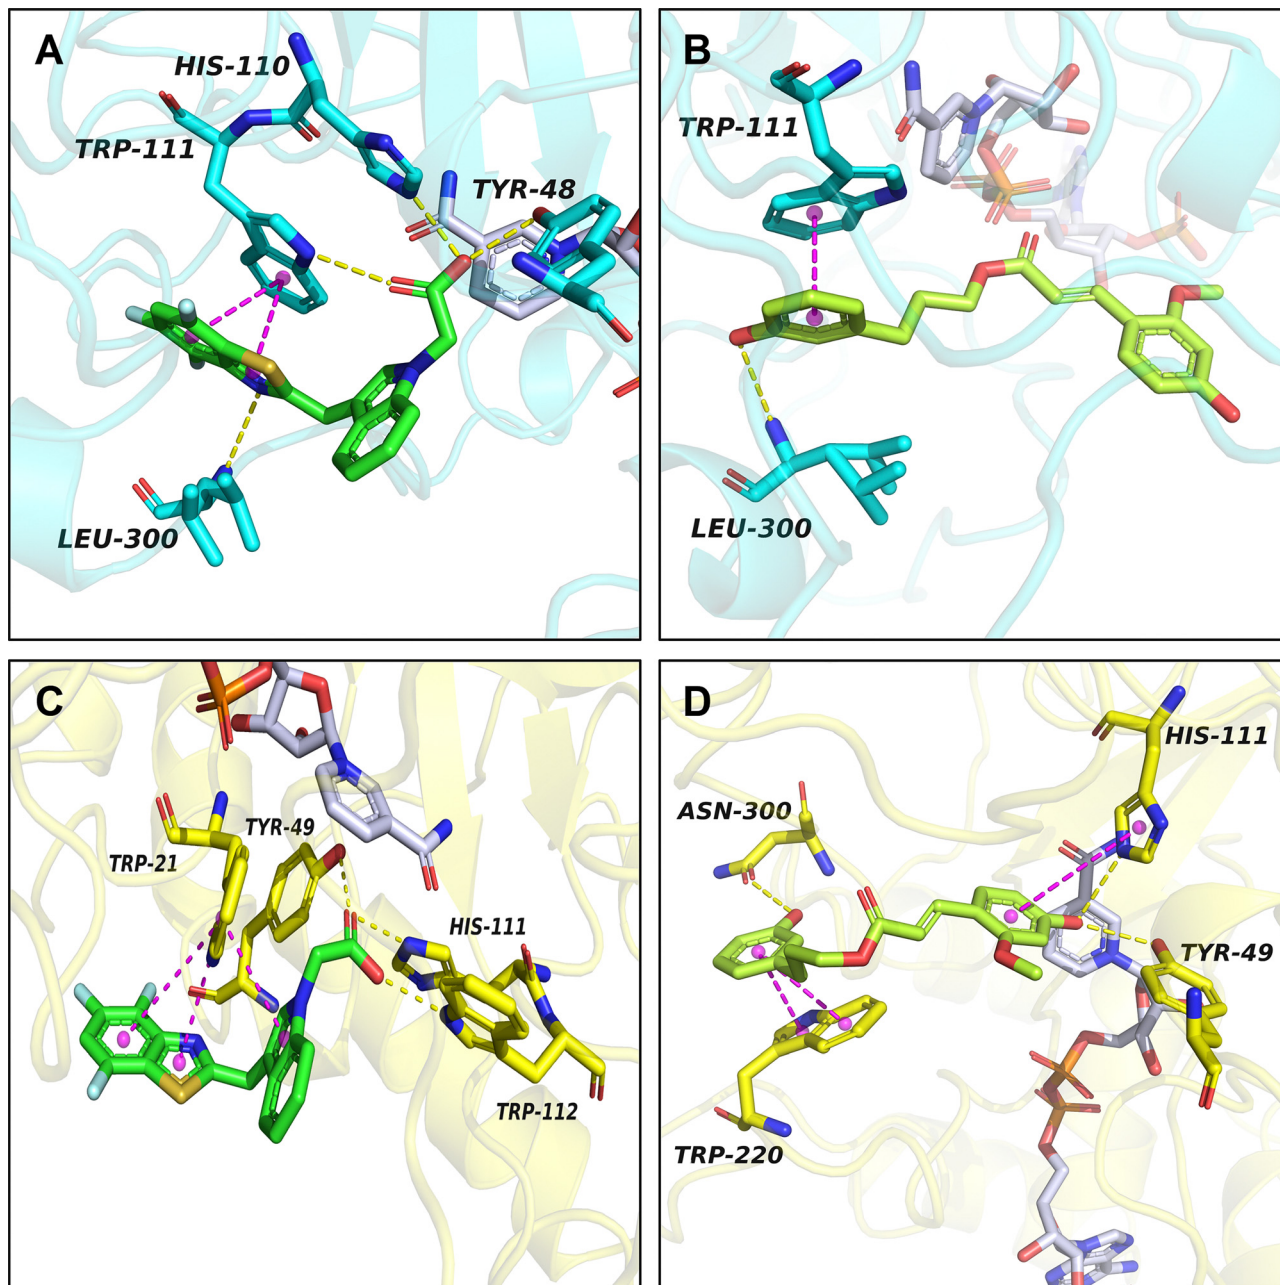 A
HIS-110
TRP-111
TYR-48
LEU-300
B
TRP-111
LEU-300
C
TYR-49
TRP-21
HIS-111
TRP-112
D
HIS-111
ASN-300
TYR-49
TRP-220